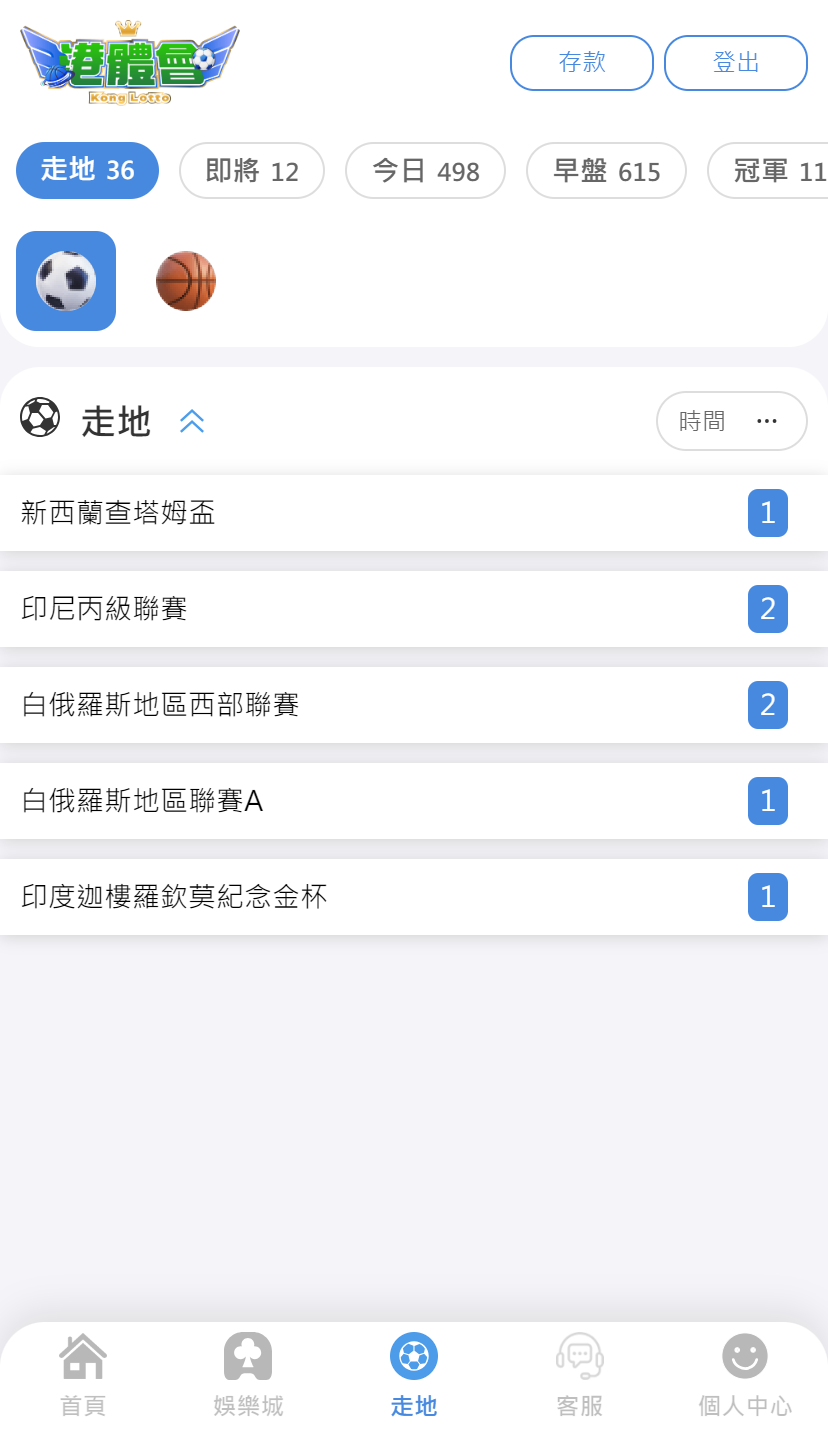 港體會
Kong Lotto
存款
登出
走地 36
即將 12
今日 498
早盤 615
冠軍 11
走地
時間 ···
新西蘭查塔姆盃 1
印尼丙級聯賽 2
白俄羅斯地區西部聯賽 2
白俄羅斯地區聯賽A 1
印度迦樓羅欽莫紀念金杯 1
首頁
娛樂城
走地
客服
個人中心